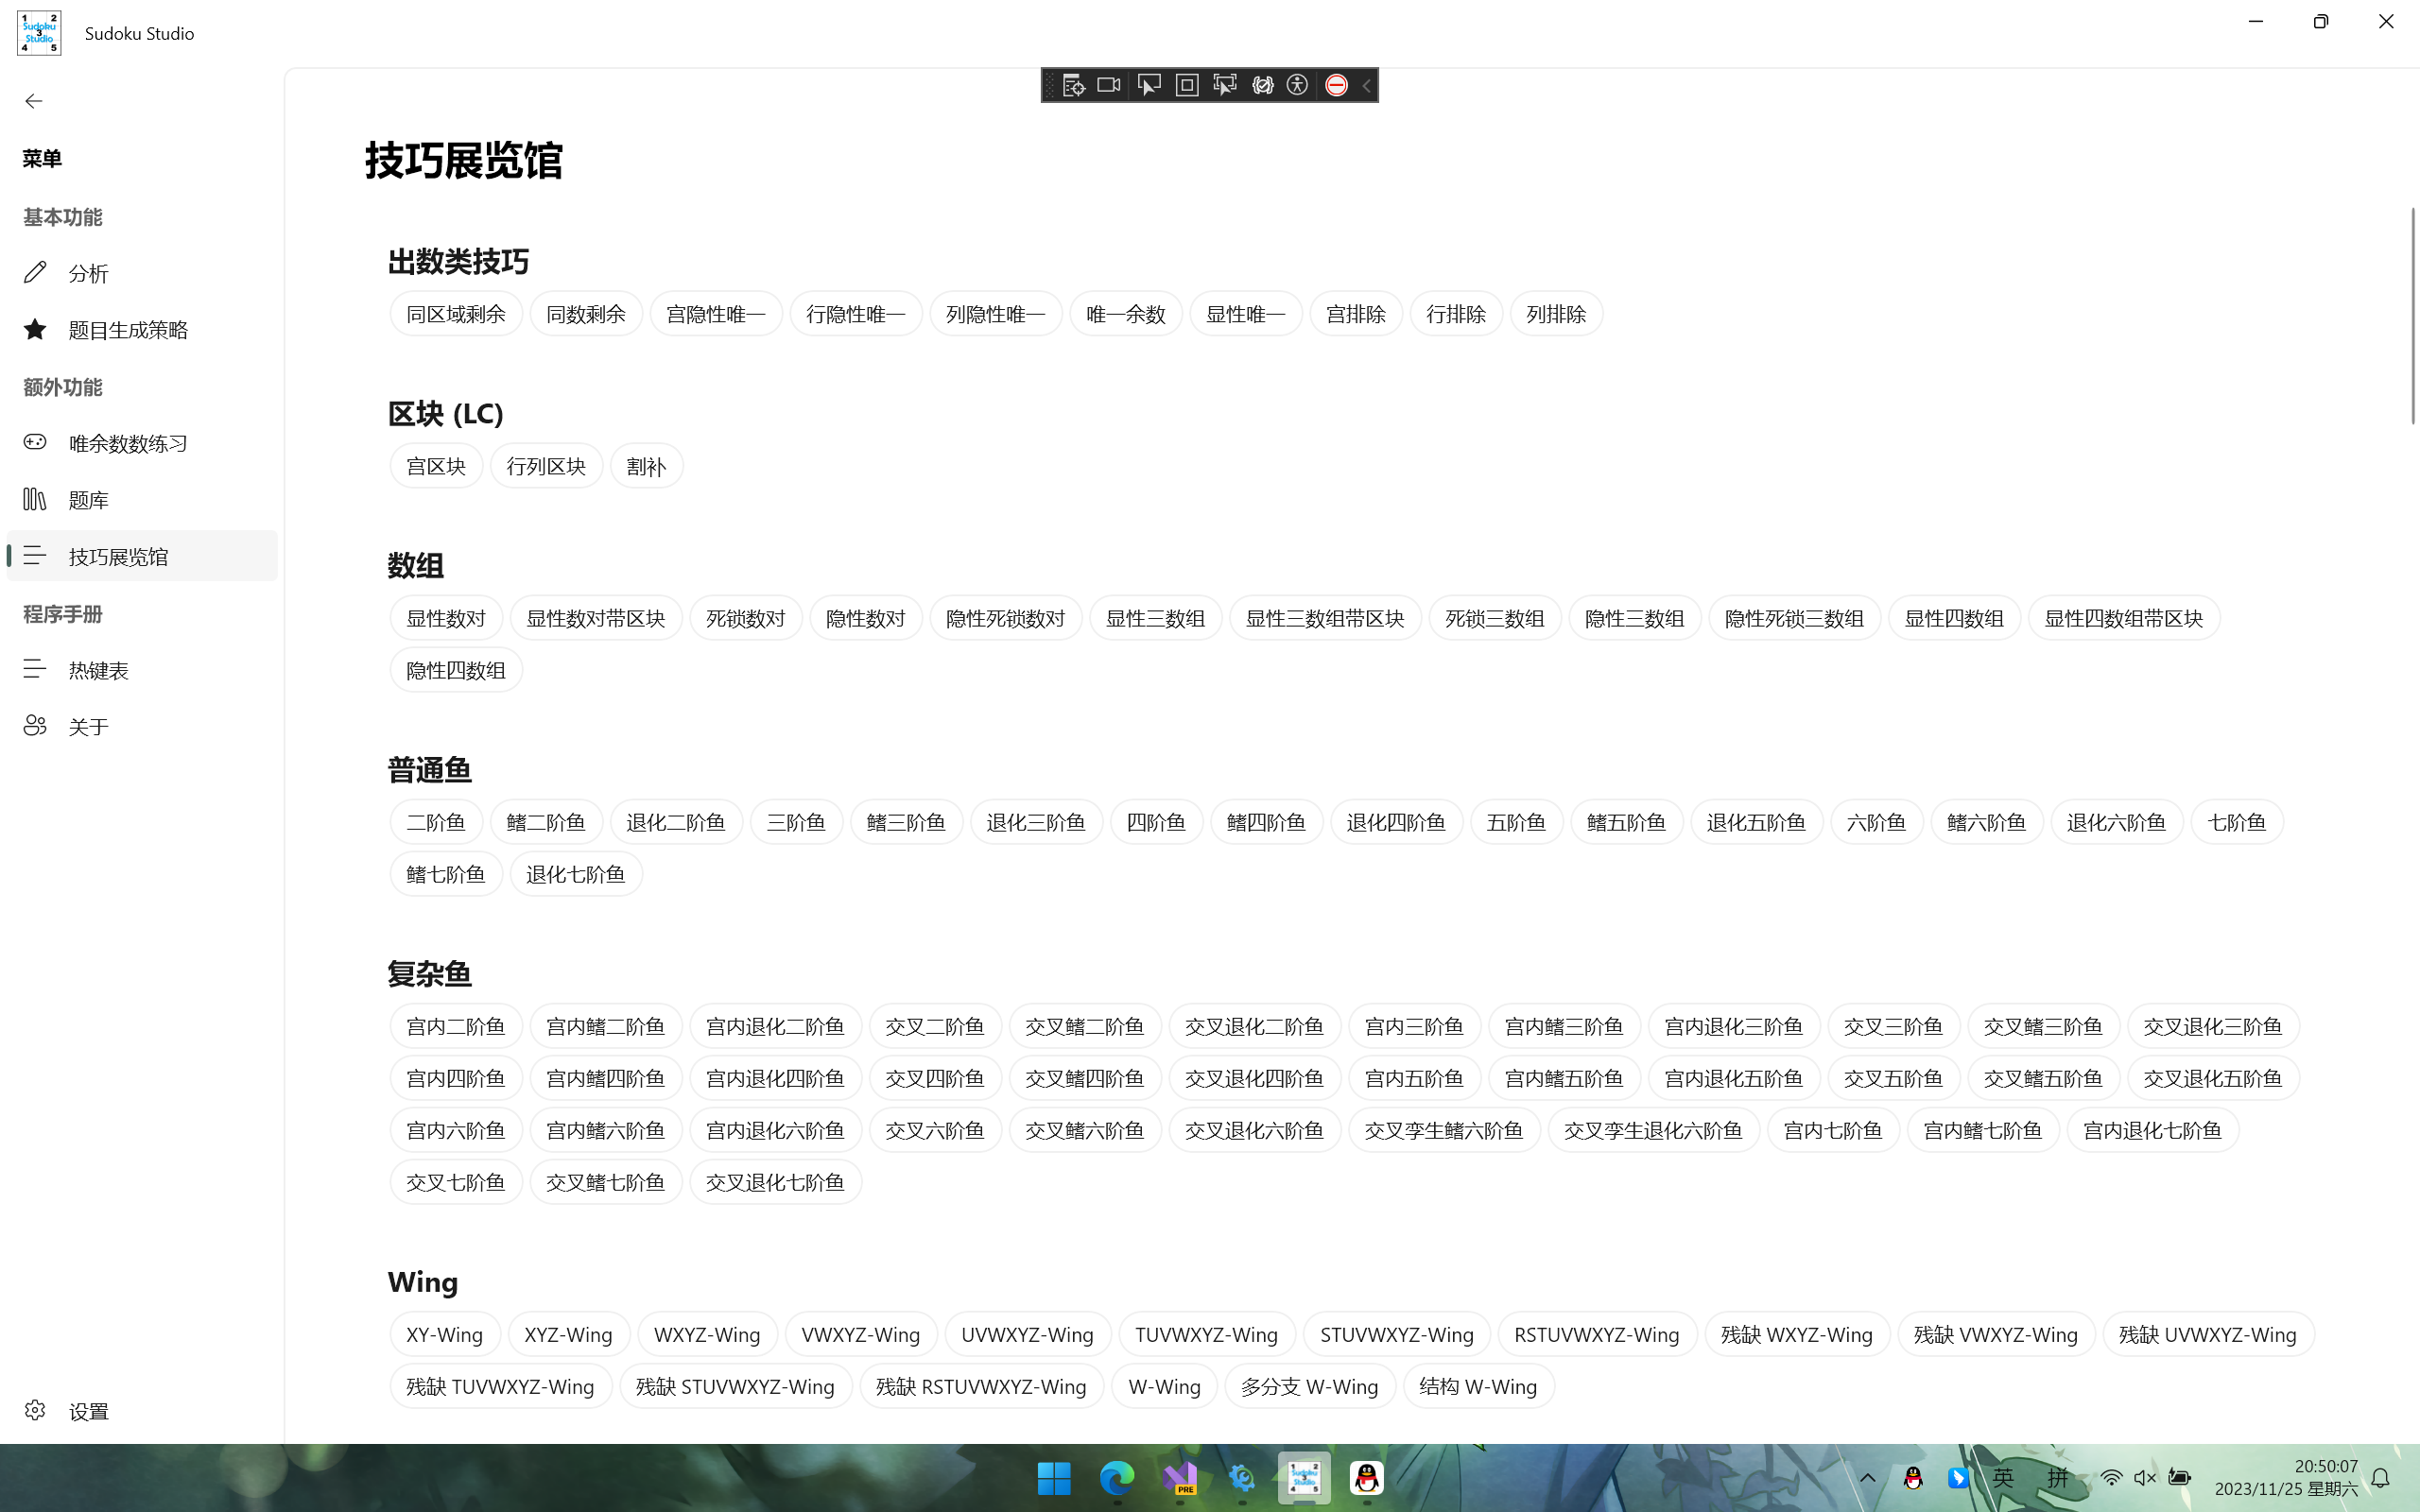 Sudoku Studio
菜单
基本功能
分析
题目生成策略
额外功能
唯余数数练习
题库
技巧展览馆
程序手册
热键表
关于
设置
技巧展览馆
出数类技巧
同区域剩余 同数剩余 宫隐性唯一 行隐性唯一 列隐性唯一 唯一余数 显性唯一 宫排除 行排除 列排除
区块 (LC)
宫区块 行列区块 割补
数组
显性数对 显性数对带区块 死锁数对 隐性数对 隐性死锁数对 显性三数组 显性三数组带区块 死锁三数组 隐性三数组 隐性死锁三数组 显性四数组 显性四数组带区块
隐性四数组
普通鱼
二阶鱼 鳍二阶鱼 退化二阶鱼 三阶鱼 鳍三阶鱼 退化三阶鱼 四阶鱼 鳍四阶鱼 退化四阶鱼 五阶鱼 鳍五阶鱼 退化五阶鱼 六阶鱼 鳍六阶鱼 退化六阶鱼 七阶鱼
鳍七阶鱼 退化七阶鱼
复杂鱼
宫内二阶鱼 宫内鳍二阶鱼 宫内退化二阶鱼 交叉二阶鱼 交叉鳍二阶鱼 交叉退化二阶鱼 宫内三阶鱼 宫内鳍三阶鱼 宫内退化三阶鱼 交叉三阶鱼 交叉鳍三阶鱼 交叉退化三阶鱼
宫内四阶鱼 宫内鳍四阶鱼 宫内退化四阶鱼 交叉四阶鱼 交叉鳍四阶鱼 交叉退化四阶鱼 宫内五阶鱼 宫内鳍五阶鱼 宫内退化五阶鱼 交叉五阶鱼 交叉鳍五阶鱼 交叉退化五阶鱼
宫内六阶鱼 宫内鳍六阶鱼 宫内退化六阶鱼 交叉六阶鱼 交叉鳍六阶鱼 交叉退化六阶鱼 交叉孪生鳍六阶鱼 交叉孪生退化六阶鱼 宫内七阶鱼 宫内鳍七阶鱼 宫内退化七阶鱼
交叉七阶鱼 交叉鳍七阶鱼 交叉退化七阶鱼
Wing
XY-Wing XYZ-Wing WXYZ-Wing VWXYZ-Wing UVWXYZ-Wing TUVWXYZ-Wing STUVWXYZ-Wing RSTUVWXYZ-Wing 残缺 WXYZ-Wing 残缺 VWXYZ-Wing 残缺 UVWXYZ-Wing
残缺 TUVWXYZ-Wing 残缺 STUVWXYZ-Wing 残缺 RSTUVWXYZ-Wing W-Wing 多分支 W-Wing 结构 W-Wing
PRE
英 拼
20:50:07
2023/11/25 星期六
1 2
Sudoku
3
Studio
4 5
1 2
Sudoku
3
Studio
4 5